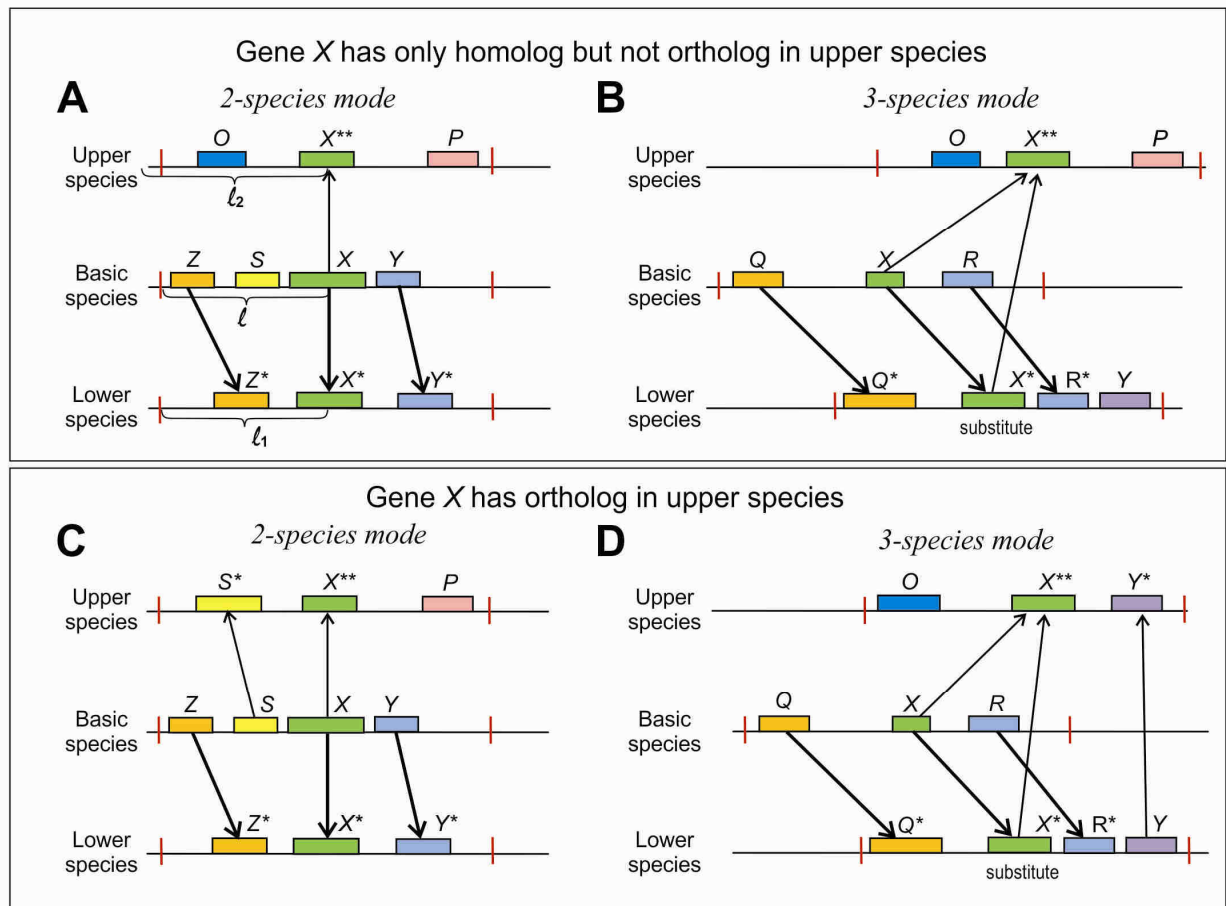 Gene X has only homolog but not ortholog in upper species
A
2-species mode
O X** P
Upper
species
ℓ2
Z S X Y
Basic
species
ℓ
Z* X* Y*
Lower
species
ℓ1
B
3-species mode
O X** P
Upper
species
Q X R
Basic
species
Q* X* R* Y
Lower
species
substitute
Gene X has ortholog in upper species
C
2-species mode
S* X** P
Upper
species
Z S X Y
Basic
species
Z* X* Y*
Lower
species
D
3-species mode
O X** Y*
Upper
species
Q X R
Basic
species
Q* X* R* Y
Lower
species
substitute